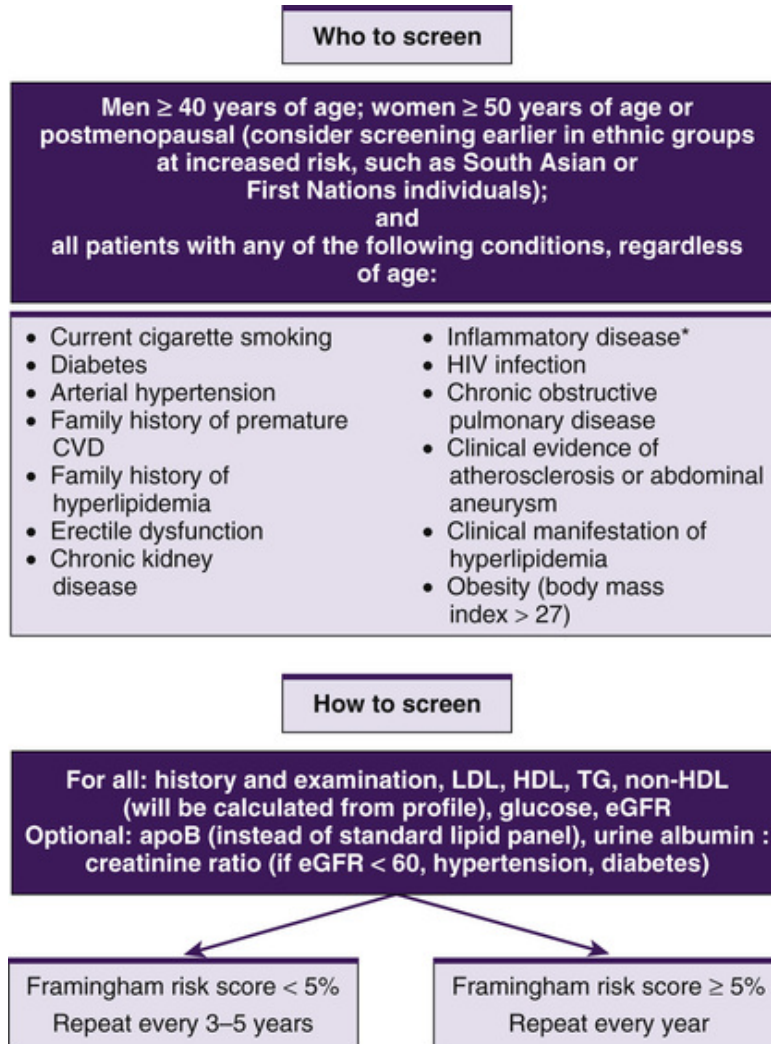 Who to screen
Men ≥ 40 years of age; women ≥ 50 years of age or
postmenopausal (consider screening earlier in ethnic groups
at increased risk, such as South Asian or
First Nations individuals);
and
all patients with any of the following conditions, regardless
of age:
• Current cigarette smoking
• Diabetes
• Arterial hypertension
• Family history of premature
CVD
• Family history of
hyperlipidemia
• Erectile dysfunction
• Chronic kidney
disease
• Inflammatory disease*
• HIV infection
• Chronic obstructive
pulmonary disease
• Clinical evidence of
atherosclerosis or abdominal
aneurysm
• Clinical manifestation of
hyperlipidemia
• Obesity (body mass
index > 27)
How to screen
For all: history and examination, LDL, HDL, TG, non-HDL
(will be calculated from profile), glucose, eGFR
Optional: apoB (instead of standard lipid panel), urine albumin :
creatinine ratio (if eGFR < 60, hypertension, diabetes)
Framingham risk score < 5%
Repeat every 3–5 years
Framingham risk score ≥ 5%
Repeat every year